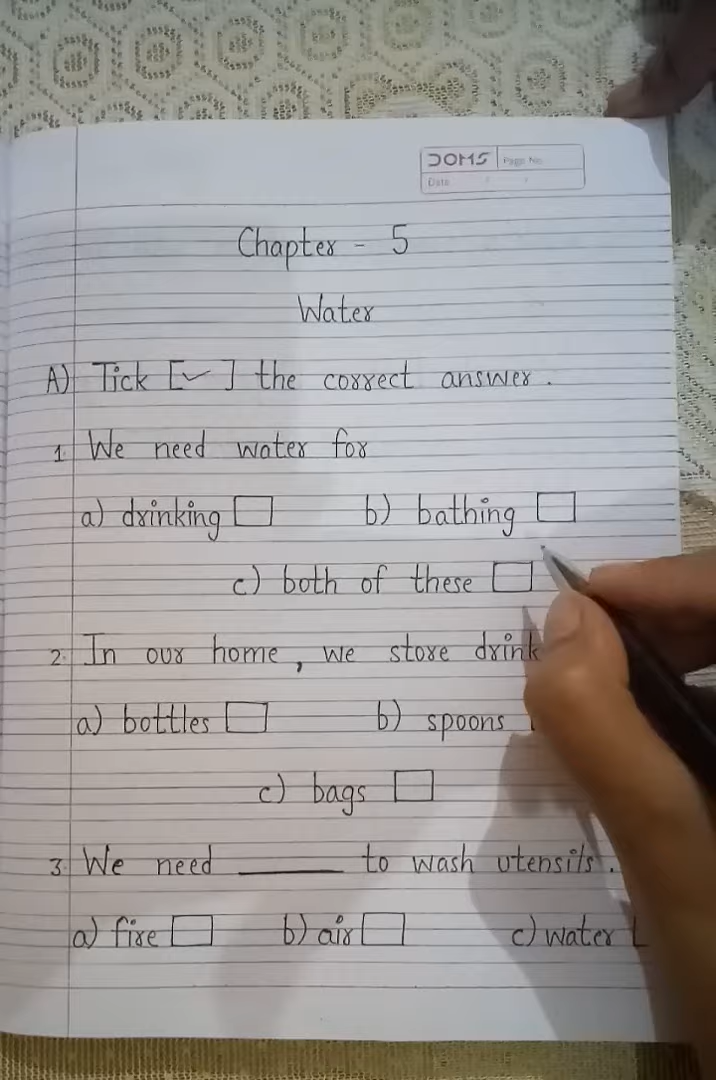 DOMS Page No.
Date
Chapter - 5
Water
A) Tick [✓] the correct answer.
1. We need water for
a) drinking □ b) bathing □
c) both of these □
2. In our home, we store drink
a) bottles □ b) spoons
c) bags □
3. We need ______ to wash utensils.
a) fire □ b) air □ c) water